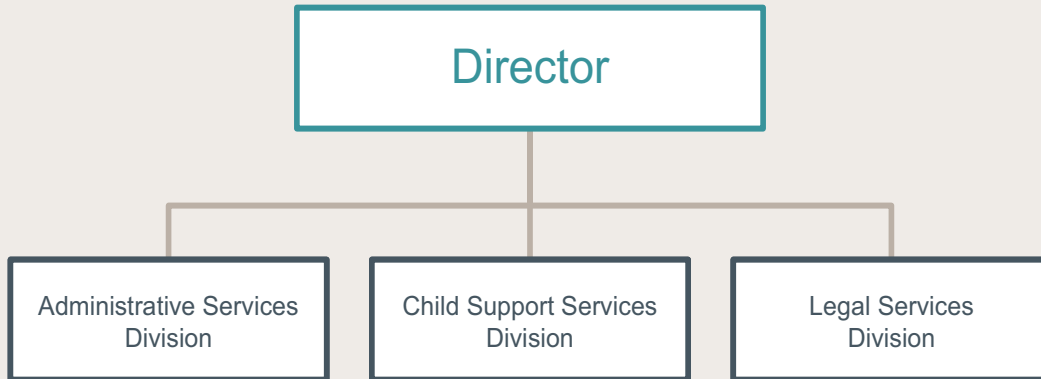 Director
Administrative Services
Division
Child Support Services
Division
Legal Services
Division